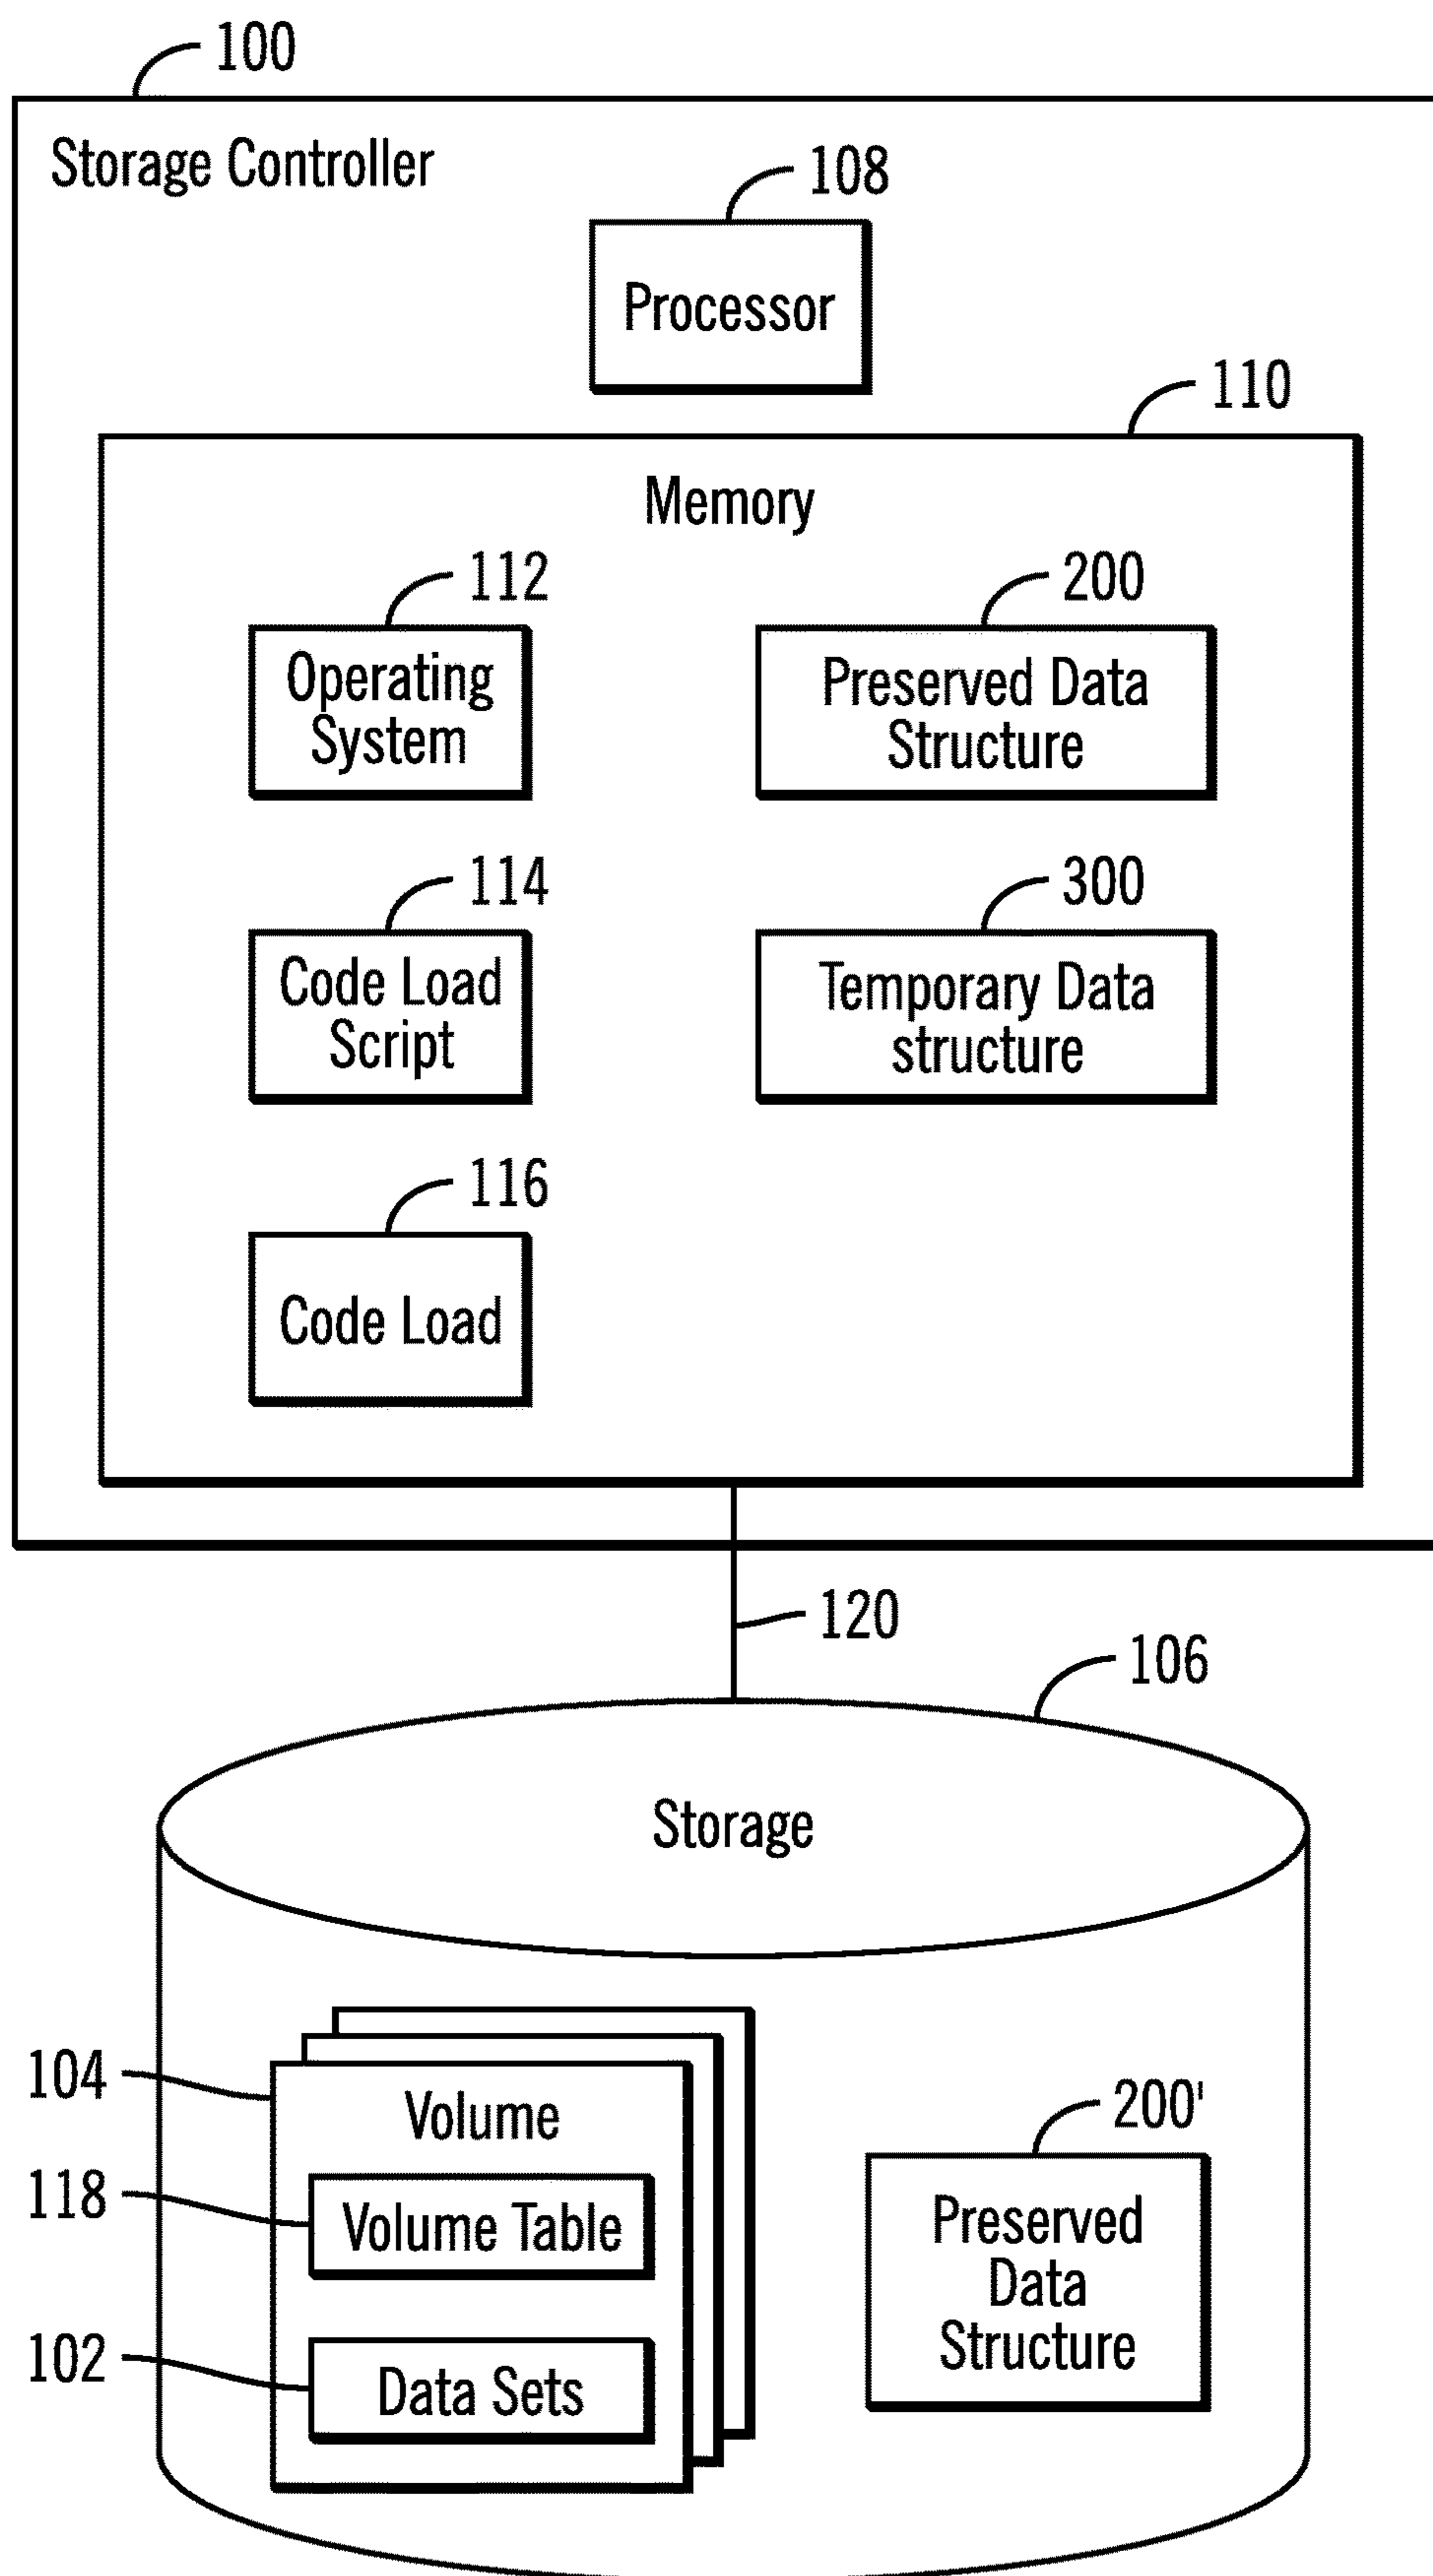 100
Storage Controller
108
Processor
110
Memory
112
200
Operating
System
Preserved Data
Structure
114
300
Code Load
Script
Temporary Data
structure
116
Code Load
120
106
Storage
104
Volume
200'
118
Volume Table
Preserved
Data
Structure
102
Data Sets